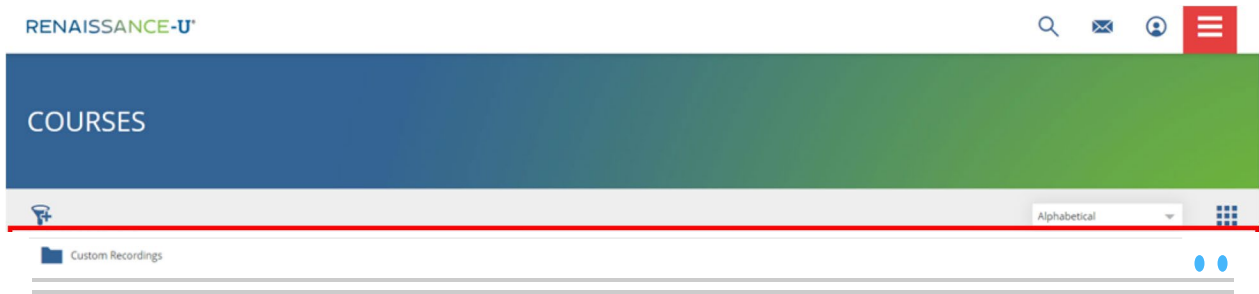 RENAISSANCE-U®
COURSES
Alphabetical
Custom Recordings